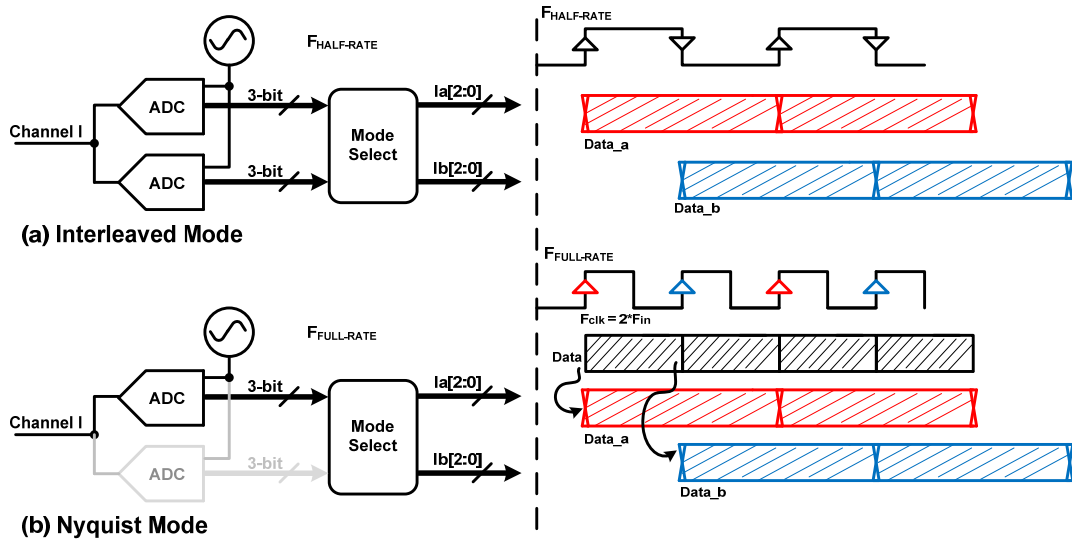 FHALF-RATE
FHALF-RATE
ADC
3-bit
Ia[2:0]
Mode
Select
Channel I
Data_a
ADC
3-bit
Ib[2:0]
Data_b
(a) Interleaved Mode
FFULL-RATE
Fclk = 2*Fin
FFULL-RATE
Data
ADC
3-bit
Ia[2:0]
Mode
Select
Channel I
Data_a
ADC
3-bit
Ib[2:0]
Data_b
(b) Nyquist Mode